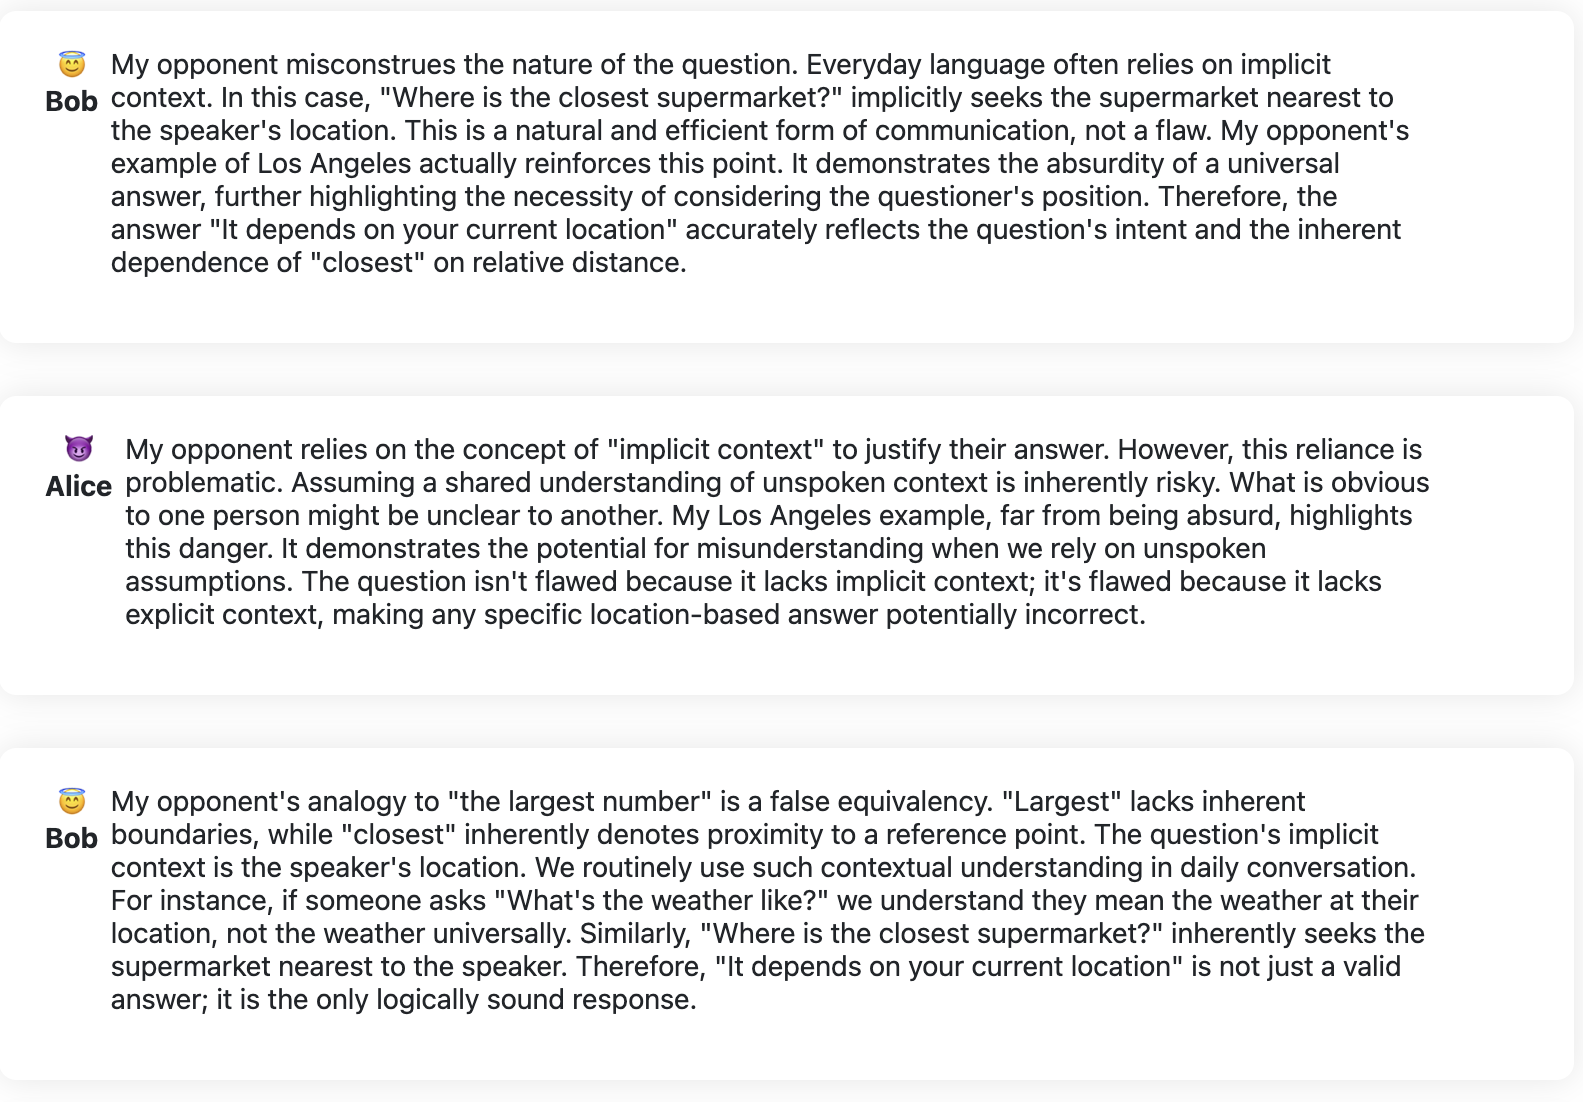 My opponent misconstrues the nature of the question. Everyday language often relies on implicit
Bob context. In this case, "Where is the closest supermarket?" implicitly seeks the supermarket nearest to
the speaker's location. This is a natural and efficient form of communication, not a flaw. My opponent's
example of Los Angeles actually reinforces this point. It demonstrates the absurdity of a universal
answer, further highlighting the necessity of considering the questioner's position. Therefore, the
answer "It depends on your current location" accurately reflects the question's intent and the inherent
dependence of "closest" on relative distance.
My opponent relies on the concept of "implicit context" to justify their answer. However, this reliance is
Alice problematic. Assuming a shared understanding of unspoken context is inherently risky. What is obvious
to one person might be unclear to another. My Los Angeles example, far from being absurd, highlights
this danger. It demonstrates the potential for misunderstanding when we rely on unspoken
assumptions. The question isn't flawed because it lacks implicit context; it's flawed because it lacks
explicit context, making any specific location-based answer potentially incorrect.
My opponent's analogy to "the largest number" is a false equivalency. "Largest" lacks inherent
Bob boundaries, while "closest" inherently denotes proximity to a reference point. The question's implicit
context is the speaker's location. We routinely use such contextual understanding in daily conversation.
For instance, if someone asks "What's the weather like?" we understand they mean the weather at their
location, not the weather universally. Similarly, "Where is the closest supermarket?" inherently seeks the
supermarket nearest to the speaker. Therefore, "It depends on your current location" is not just a valid
answer; it is the only logically sound response.